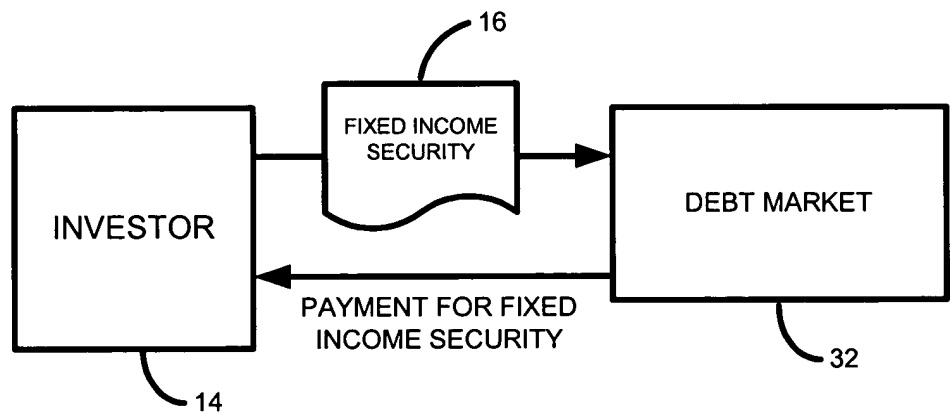 16
FIXED INCOME
SECURITY
INVESTOR
DEBT MARKET
PAYMENT FOR FIXED
INCOME SECURITY
14
32